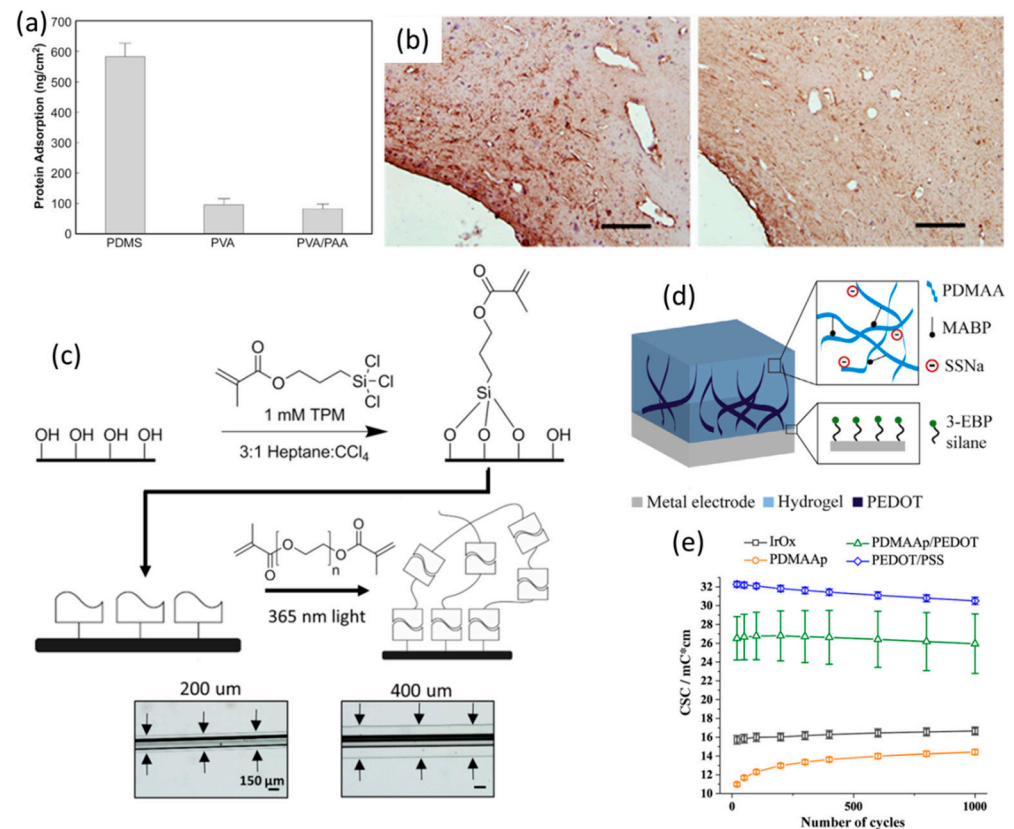 (a)
700
600
500
400
300
200
100
0
Protein Adsorption (ng/cm²)
PDMS PVA PVA/PAA
(b)
(c)
OH OH OH OH
O
O
Si
Cl
Cl
Cl
1 mM TPM
3:1 Heptane:CCl₄
O
O
Si
O O O OH
O
O
O
O
n
365 nm light
200 um
150 µm
400 um
(d)
PDMAA
MABP
SSNa
3-EBP
silane
Metal electrode Hydrogel PEDOT
(e)
IrOx PDMAAp/PEDOT
PDMAAp PEDOT/PSS
32
30
28
26
24
22
20
18
16
14
12
10
CSC / mC*cm
0 500 1000
Number of cycles